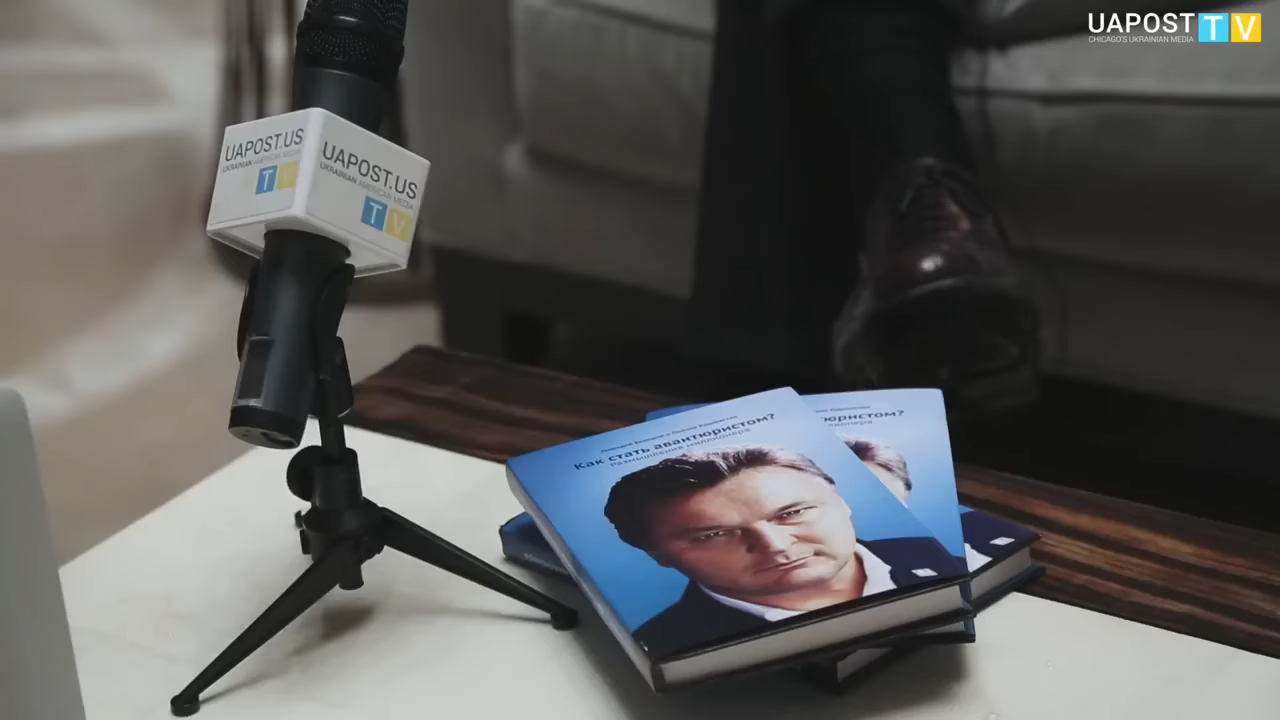 UAPOST TV
CHICAGO'S UKRAINIAN MEDIA
UAPOST.US
UKRAINIAN AMERICAN MEDIA
TV
UAPOST.US
UKRAINIAN AMERICAN MEDIA
TV
Как стать авантюристом?
Размышления миллионера
юристом?